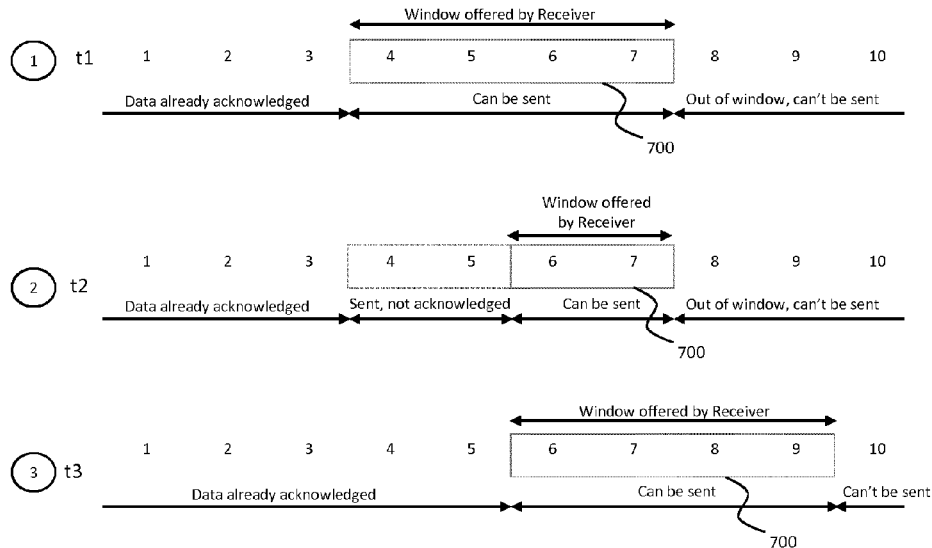 Window offered by Receiver
1 t1 1 2 3 4 5 6 7 8 9 10
Data already acknowledged Can be sent Out of window, can't be sent
700
Window offered
by Receiver
2 t2 1 2 3 4 5 6 7 8 9 10
Data already acknowledged Sent, not acknowledged Can be sent Out of window, can't be sent
700
Window offered by Receiver
3 t3 1 2 3 4 5 6 7 8 9 10
Data already acknowledged Can be sent Can't be sent
700